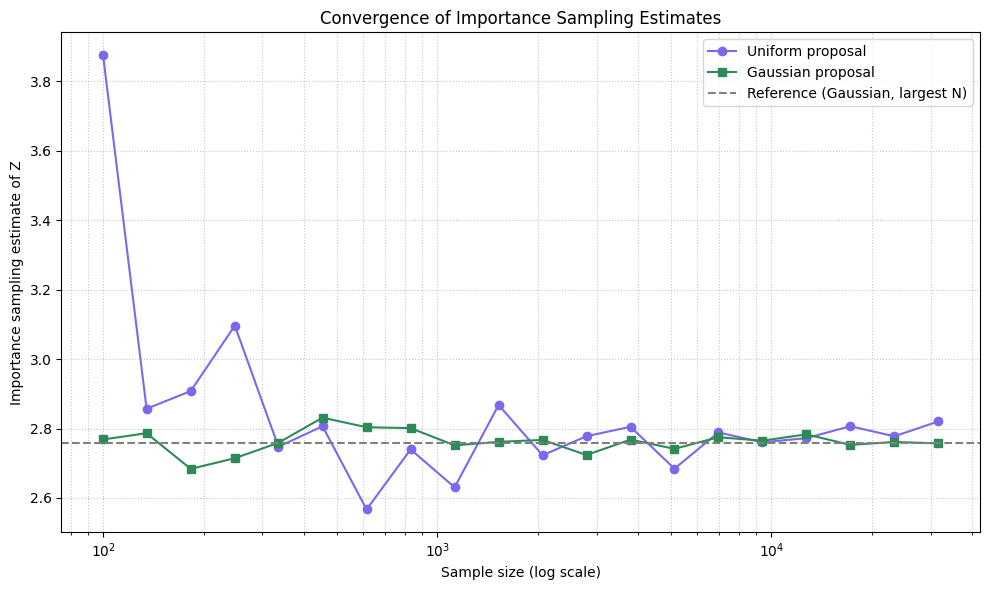 Convergence of Importance Sampling Estimates
Uniform proposal
Gaussian proposal
Reference (Gaussian, largest N)
Importance sampling estimate of Z
3.8
3.6
3.4
3.2
3.0
2.8
2.6
10²
10³
10⁴
Sample size (log scale)